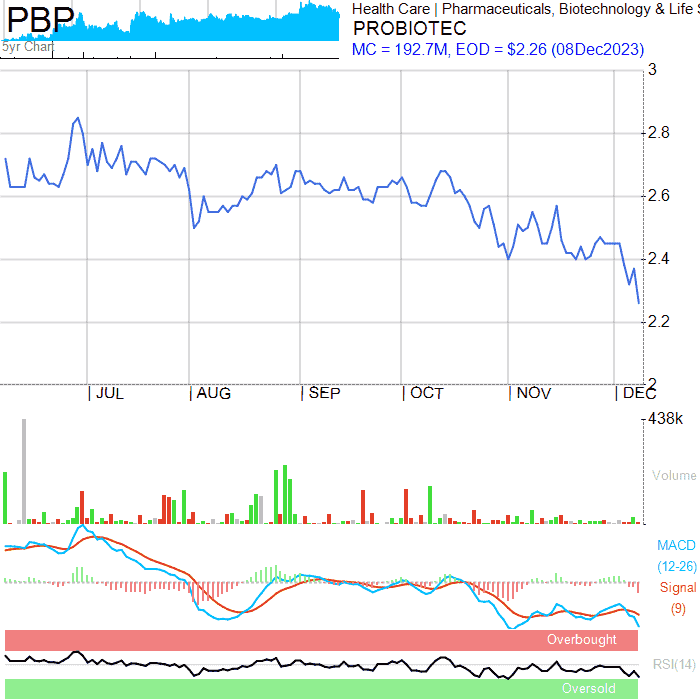 PBP
5yr Chart
Health Care | Pharmaceuticals, Biotechnology & Life S
PROBIOTEC
MC = 192.7M, EOD = $2.26 (08Dec2023)
3
2.8
2.6
2.4
2.2
2
| JUL | AUG | SEP | OCT | NOV | DEC
438k
Volume
MACD
(12-26)
Signal
(9)
Overbought
RSI(14)
Oversold